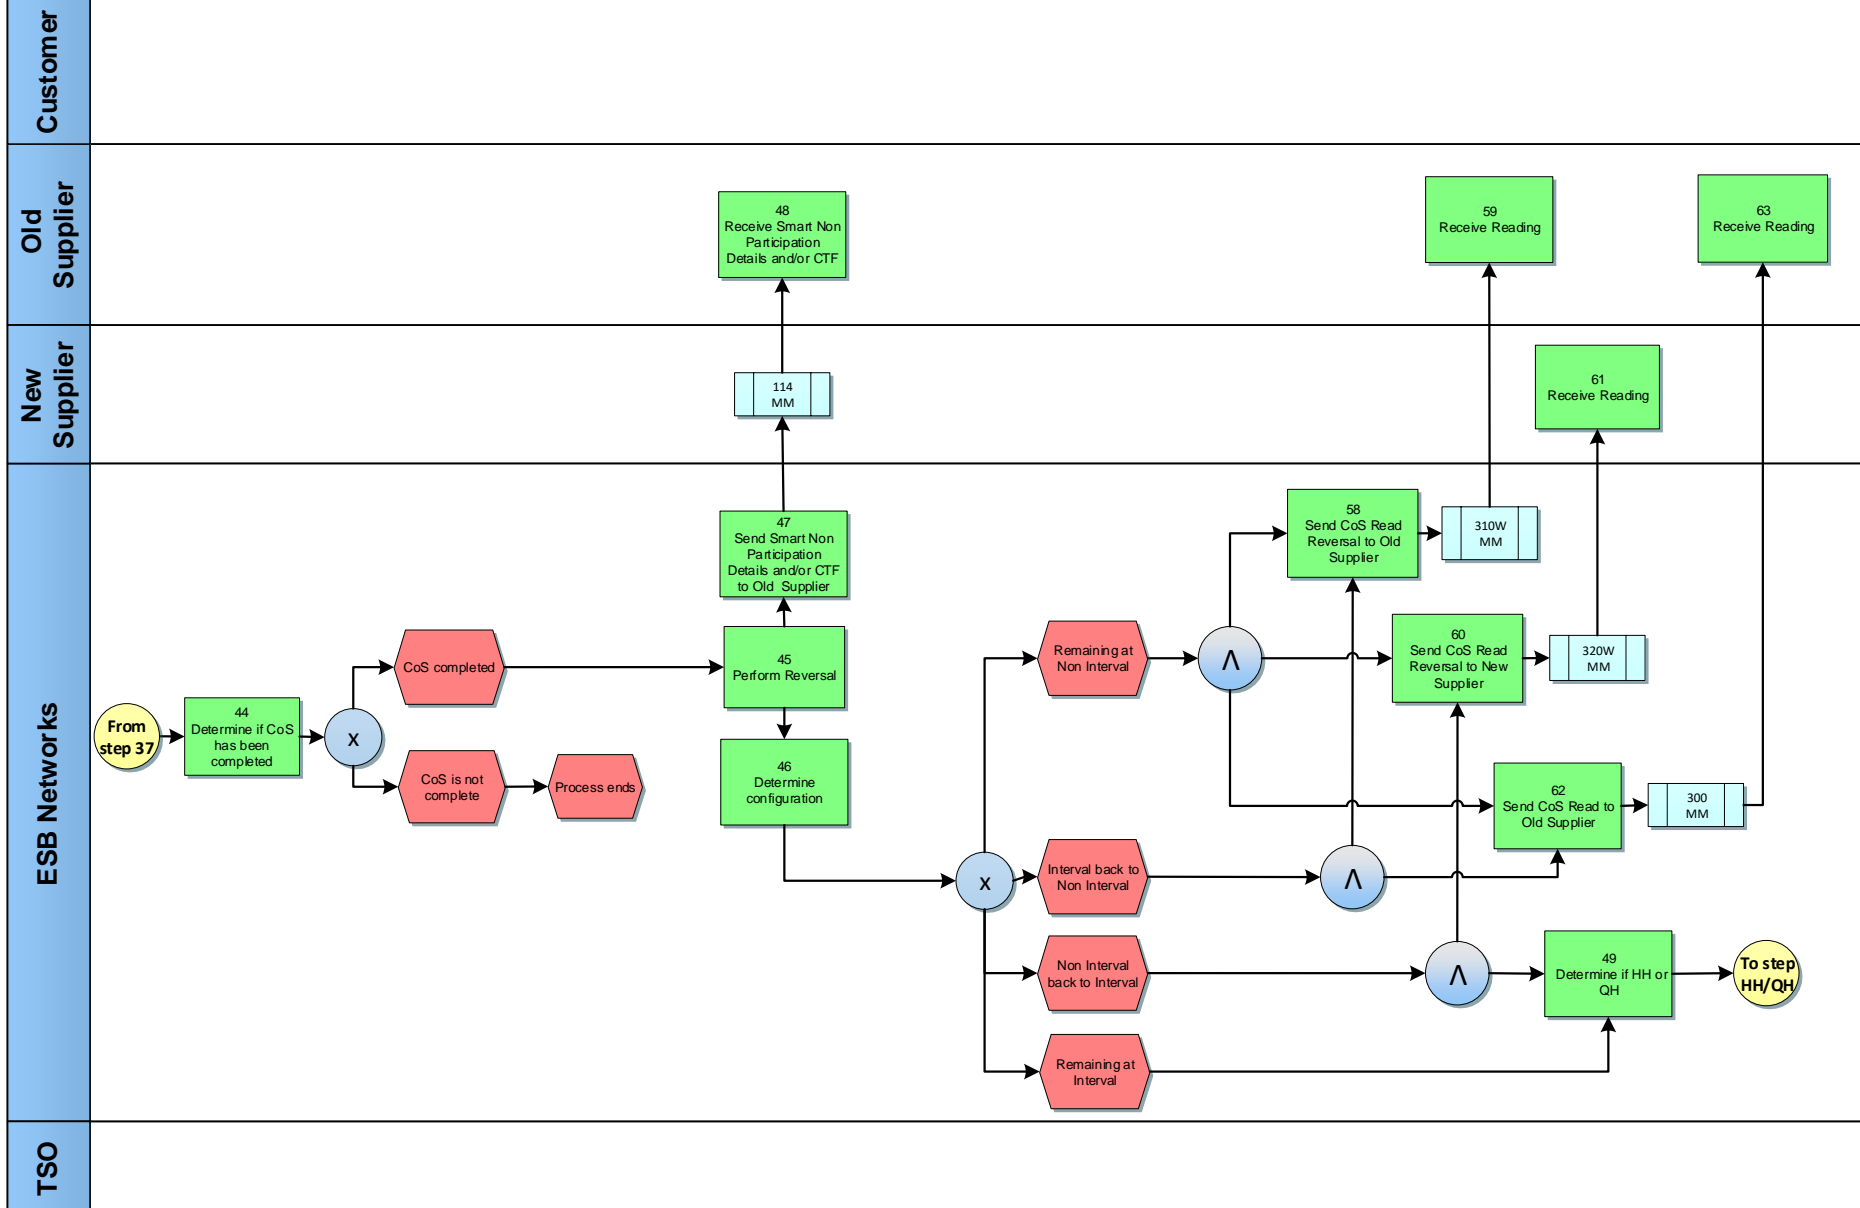 Customer
Old
Supplier
New
Supplier
ESB Networks
TSO
48
Receive Smart Non
Participation
Details and/or CTF
59
Receive Reading
63
Receive Reading
114
MM
61
Receive Reading
47
Send Smart Non
Participation
Details and/or CTF
to Old Supplier
58
Send CoS Read
Reversal to Old
Supplier
310W
MM
From
step 37
44
Determine if CoS
has been
completed
x
CoS completed
CoS is not
complete
Process ends
45
Perform Reversal
46
Determine
configuration
x
Remaining at
Non Interval
Λ
60
Send CoS Read
Reversal to New
Supplier
320W
MM
62
Send CoS Read to
Old Supplier
300
MM
Interval back to
Non Interval
Λ
Non Interval
back to Interval
Λ
49
Determine if HH or
QH
To step
HH/QH
Remaining at
Interval